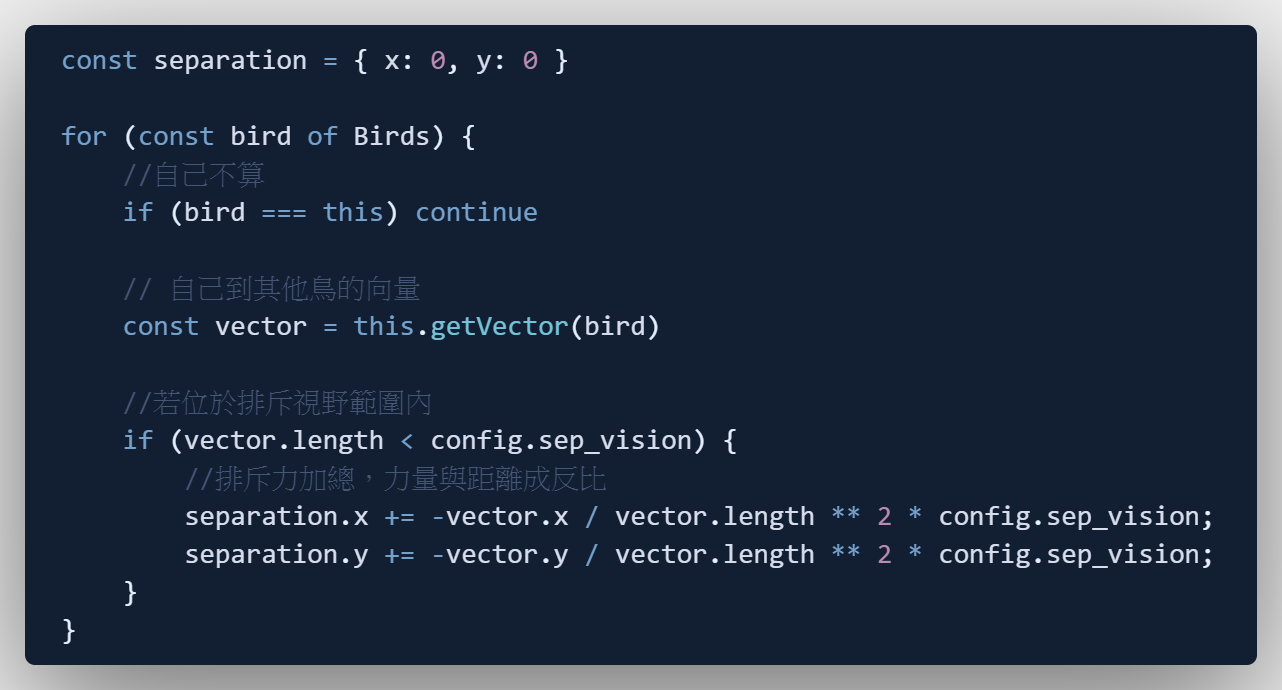 const separation = { x: 0, y: 0 }
for (const bird of Birds) {
    //自己不算
    if (bird === this) continue
    // 自己到其他鳥的向量
    const vector = this.getVector(bird)
    //若位於排斥視野範圍內
    if (vector.length < config.sep_vision) {
        //排斥力加總，力量與距離成反比
        separation.x += -vector.x / vector.length ** 2 * config.sep_vision;
        separation.y += -vector.y / vector.length ** 2 * config.sep_vision;
    }
}